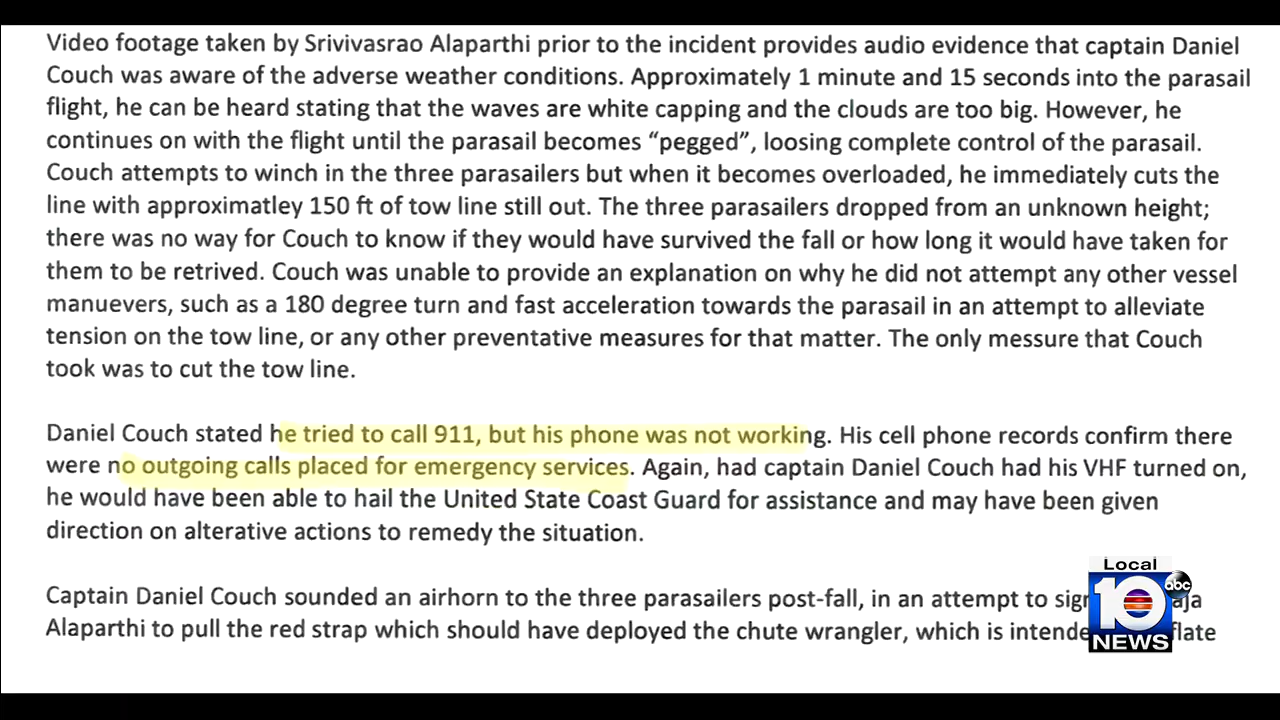 Video footage taken by Srivivasrao Alaparthi prior to the incident provides audio evidence that captain Daniel
Couch was aware of the adverse weather conditions. Approximately 1 minute and 15 seconds into the parasail
flight, he can be heard stating that the waves are white capping and the clouds are too big. However, he
continues on with the flight until the parasail becomes “pegged”, loosing complete control of the parasail.
Couch attempts to winch in the three parasailers but when it becomes overloaded, he immediately cuts the
line with approximatley 150 ft of tow line still out. The three parasailers dropped from an unknown height;
there was no way for Couch to know if they would have survived the fall or how long it would have taken for
them to be retrived. Couch was unable to provide an explanation on why he did not attempt any other vessel
manuevers, such as a 180 degree turn and fast acceleration towards the parasail in an attempt to alleviate
tension on the tow line, or any other preventative measures for that matter. The only messure that Couch
took was to cut the tow line.
Daniel Couch stated he tried to call 911, but his phone was not working. His cell phone records confirm there
were no outgoing calls placed for emergency services. Again, had captain Daniel Couch had his VHF turned on,
he would have been able to hail the United State Coast Guard for assistance and may have been given
direction on alterative actions to remedy the situation.
Captain Daniel Couch sounded an airhorn to the three parasailers post-fall, in an attempt to
Alaparthi to pull the red strap which should have deployed the chute wrangler, which is
Local
10
abc
NEWS